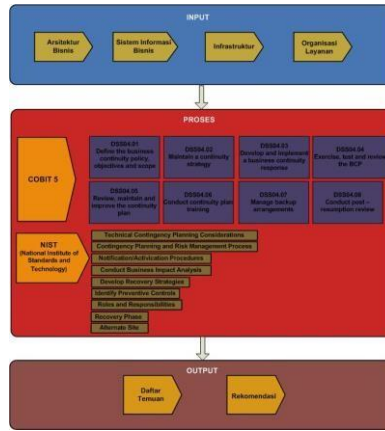 INPUT
Arsitektur
Bisnis
Sistem Informasi
Bisnis
Infrastruktur
Organisasi
Layanan
PROSES
COBIT 5
DSS04.01
Define the business
continuity policy,
objectives and scope
DSS04.02
Maintain a continuity
strategy
DSS04.03
Develop and implement
a business continuity
response
DSS04.04
Exercise, test and review
the BCP
DSS04.05
Review, maintain and
improve the continuity
plan
DSS04.06
Conduct continuity plan
training
DSS04.07
Manage backup
arrangements
DSS04.08
Conduct post –
resumption review
NIST
(National Institute of
Standards and
Technology)
Technical Contingency Planning Considerations
Contingency Planning and Risk Management Process
Notification/Activication Procedures
Conduct Business Impact Analysis
Develop Recovery Strategies
Identify Preventive Controls
Roles and Responsibilities
Recovery Phase
Alternate Site
OUTPUT
Daftar
Temuan
Rekomendasi